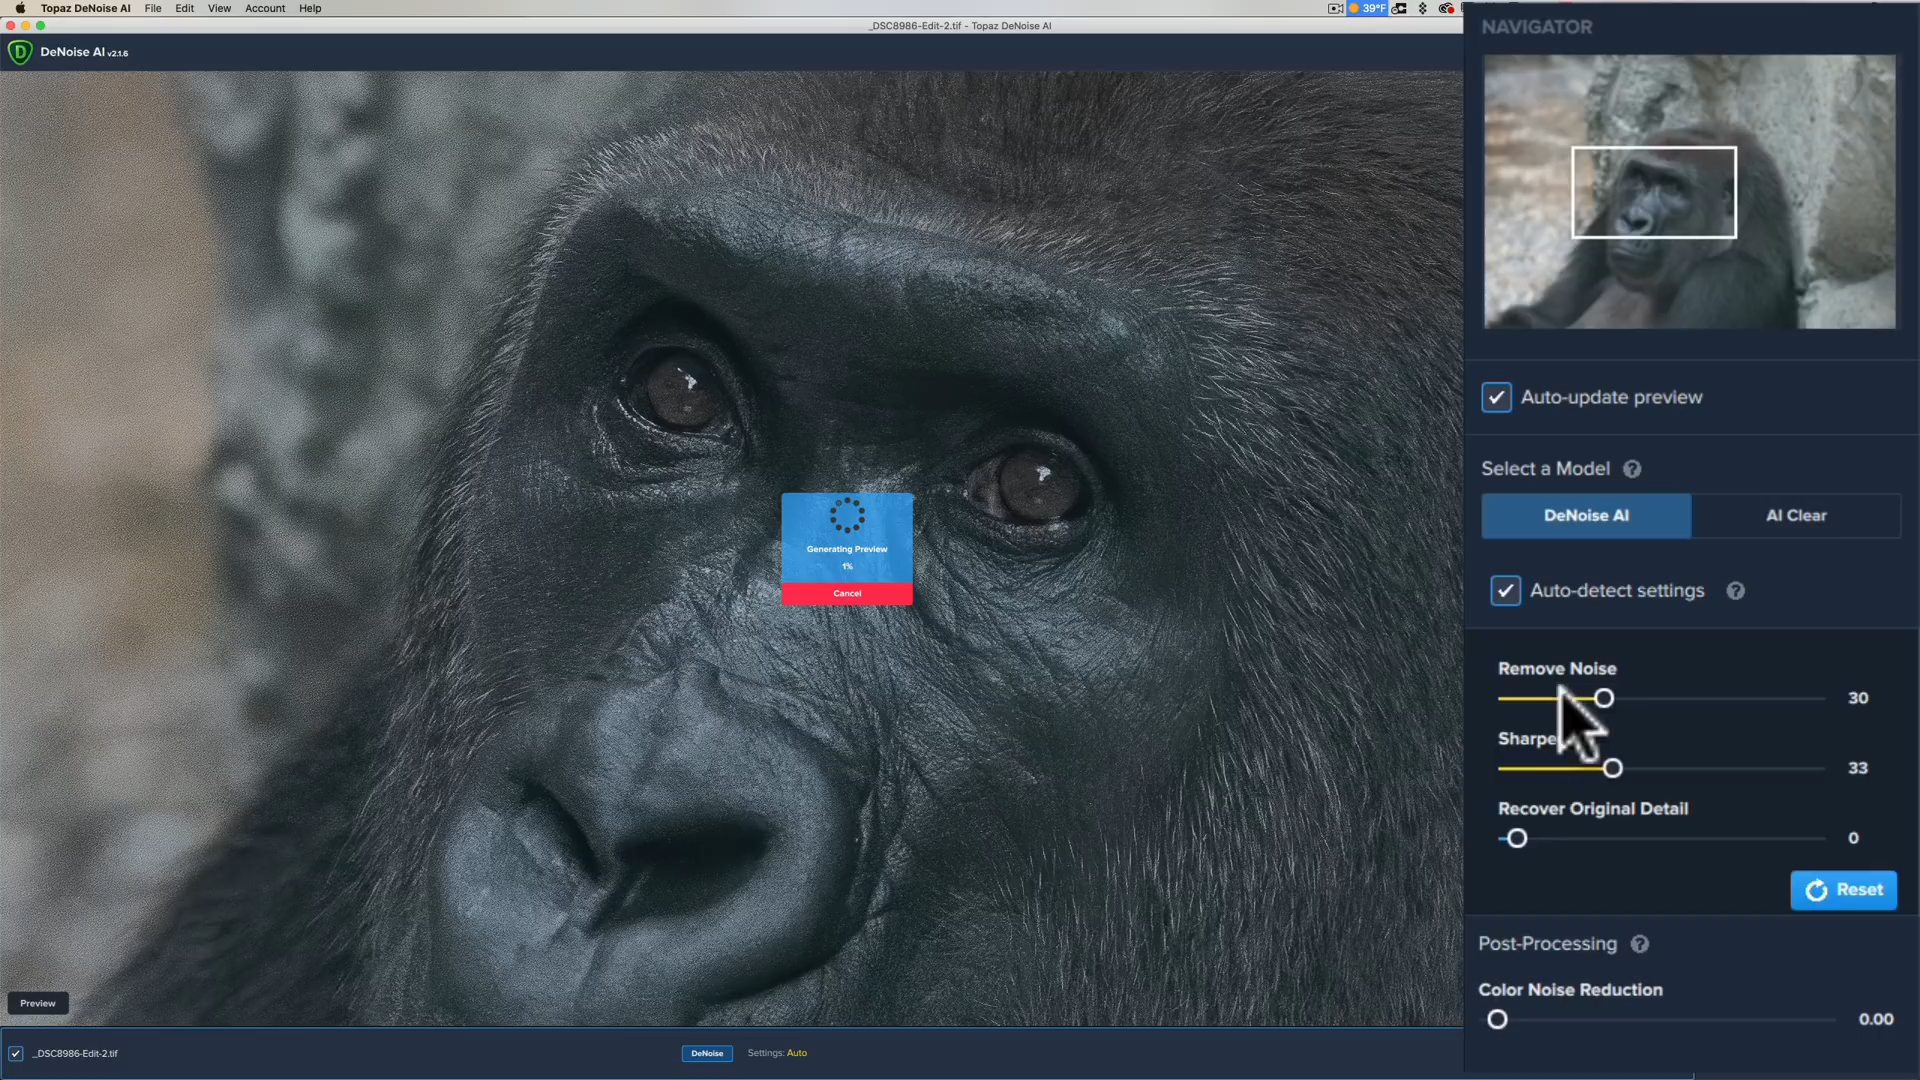 Topaz DeNoise AI File Edit View Account Help
39°F
_DSC8986-Edit-2.tif - Topaz DeNoise AI
DeNoise AI v2.1.6
NAVIGATOR
Auto-update preview
Select a Model
DeNoise AI AI Clear
Auto-detect settings
Remove Noise
30
Sharpe
33
Recover Original Detail
0
Reset
Post-Processing
Color Noise Reduction
0.00
Generating Preview
1%
Cancel
Preview
_DSC8986-Edit-2.tif DeNoise Settings: Auto